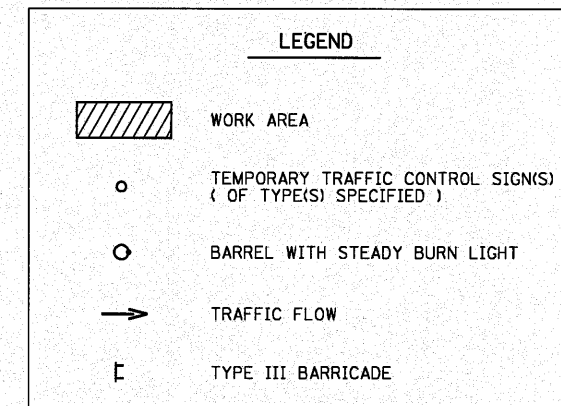 LEGEND
WORK AREA
TEMPORARY TRAFFIC CONTROL SIGN(S)
( OF TYPE(S) SPECIFIED )
BARREL WITH STEADY BURN LIGHT
TRAFFIC FLOW
TYPE III BARRICADE